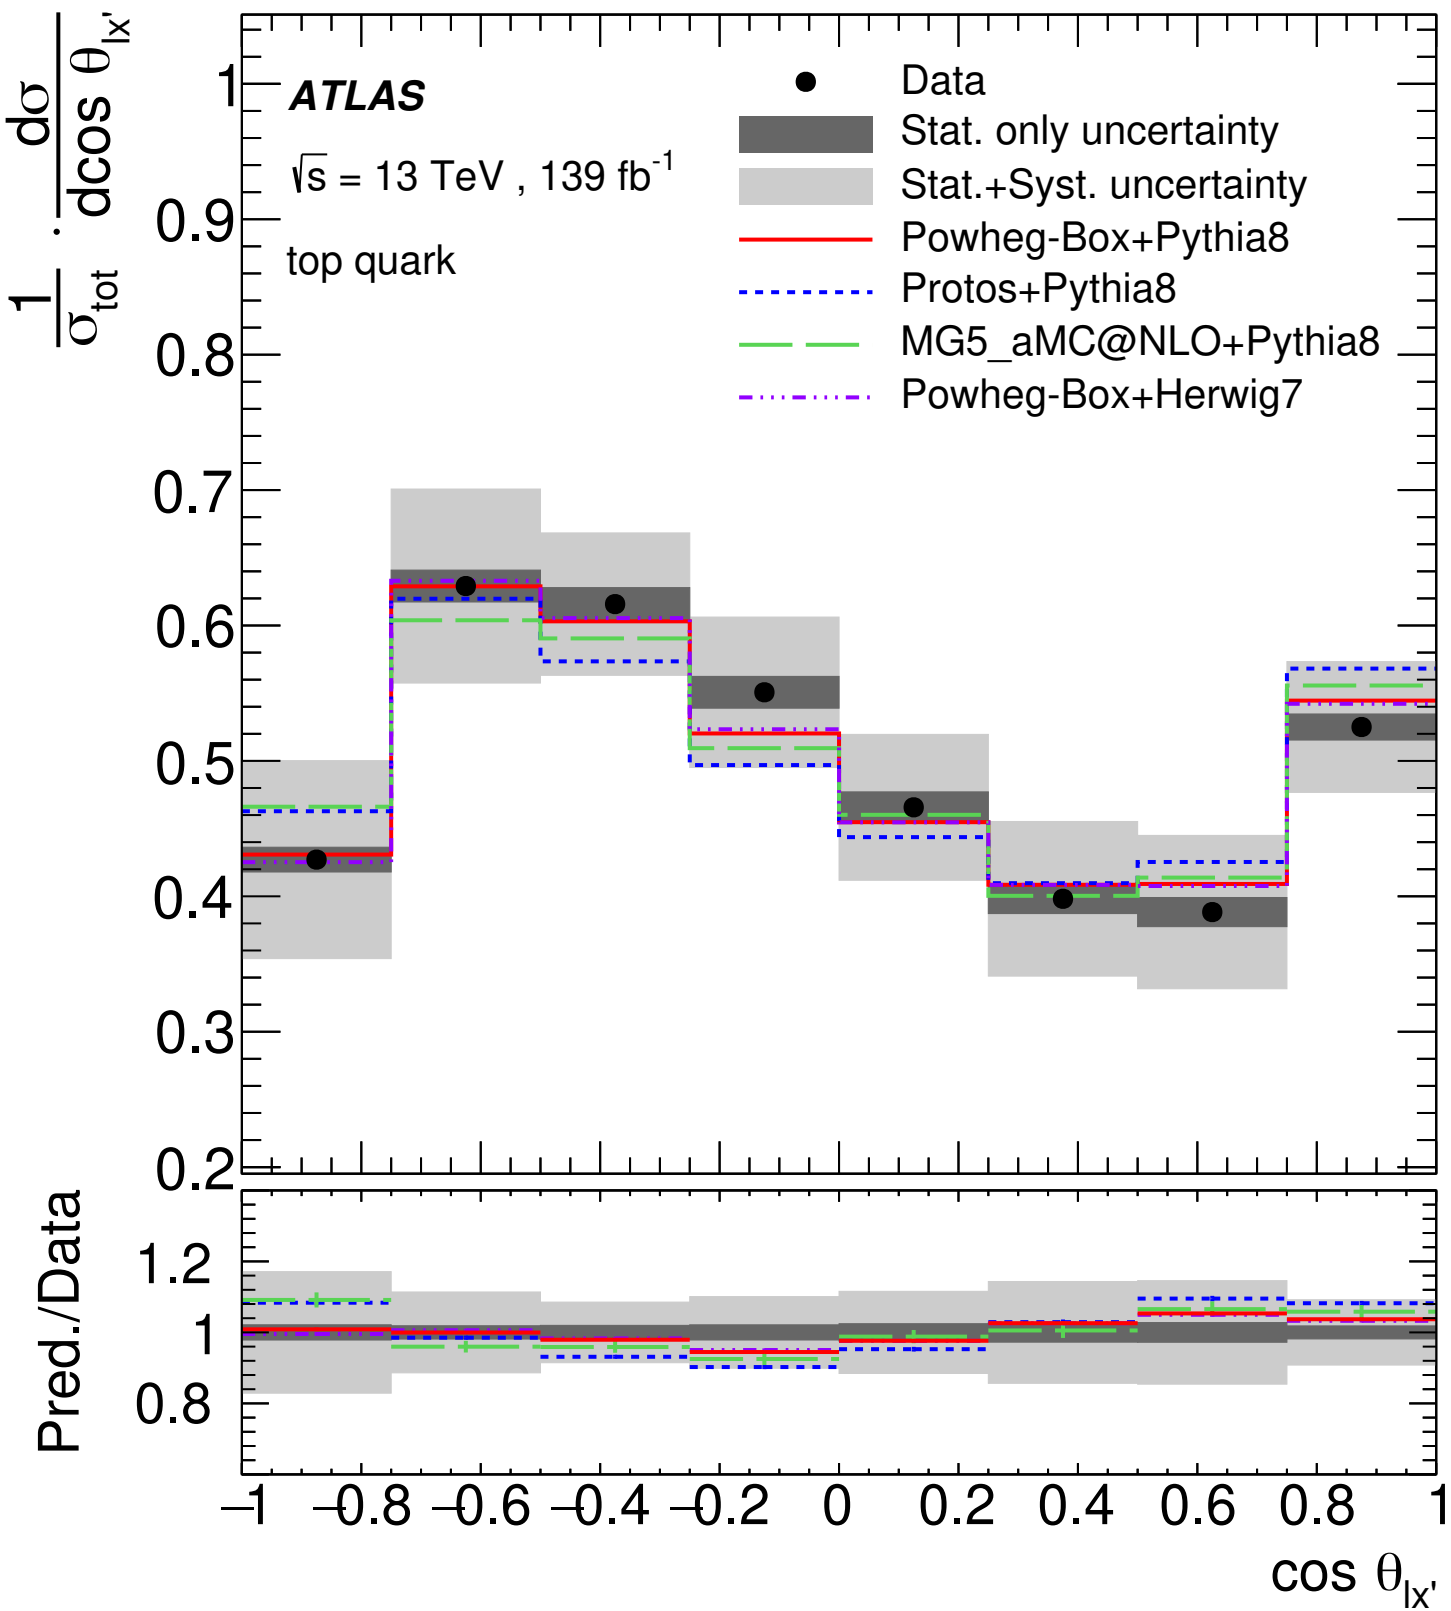 1/σtot · dσ/dcos θlx'
ATLAS
√s = 13 TeV , 139 fb-1
top quark
Data
Stat. only uncertainty
Stat.+Syst. uncertainty
Powheg-Box+Pythia8
Protos+Pythia8
MG5_aMC@NLO+Pythia8
Powheg-Box+Herwig7
1
0.9
0.8
0.7
0.6
0.5
0.4
0.3
0.2
Pred./Data
1.2
1
0.8
−1 −0.8 −0.6 −0.4 −0.2 0 0.2 0.4 0.6 0.8 1
cos θlx'